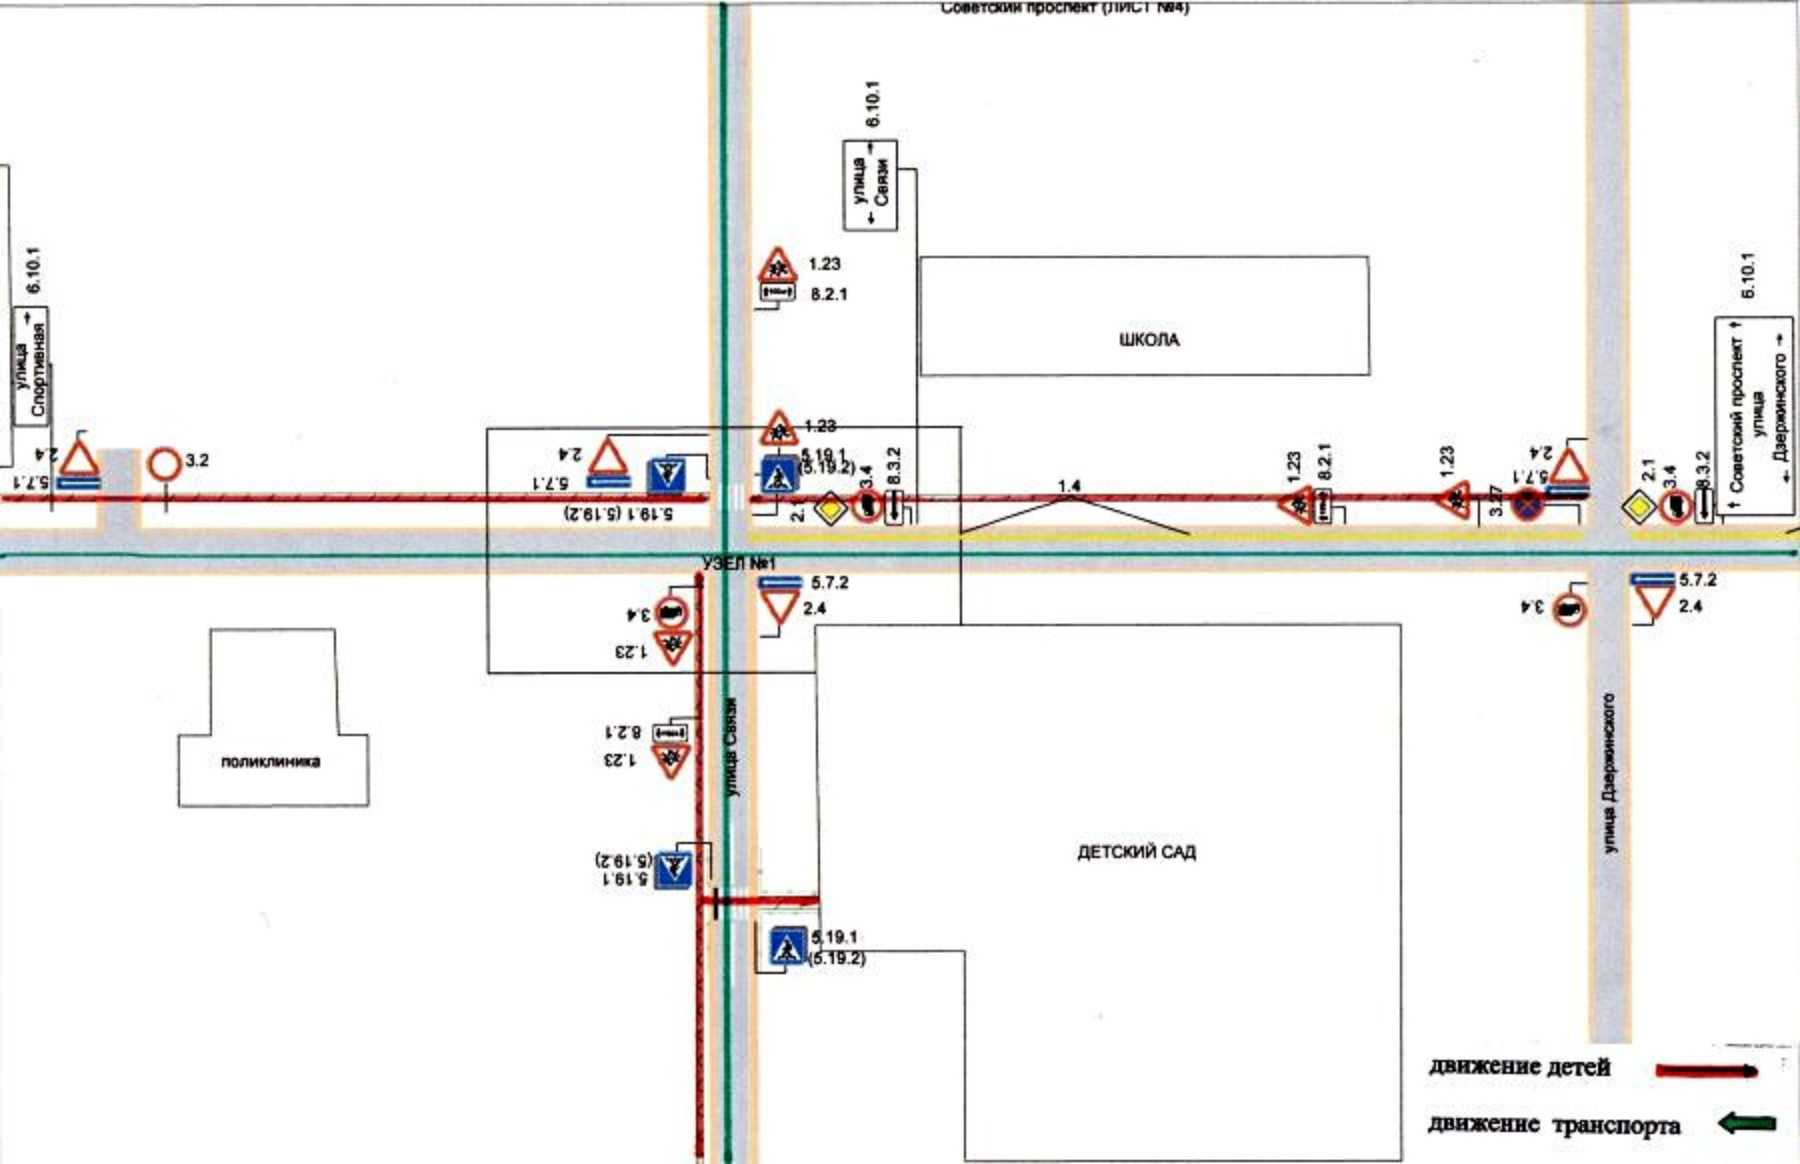 Советский проспект (ЛИСТ №4)
6.10.1
улица
Связи
1.23
8.2.1
ШКОЛА
6.10.1
улица
Спортивная
6.10.1
Советский проспект
улица
Дзержинского
2.4
5.7.1
3.2
2.4
5.7.1
5.19.1 (5.19.2)
1.23
5.19.1
(5.19.2)
2.1
3.4
8.3.2
1.4
1.23
8.2.1
1.23
3.27
2.4
5.7.1
2.1
3.4
8.3.2
УЗЕЛ №1
3.4
1.23
5.7.2
2.4
3.4
5.7.2
2.4
8.2.1
1.23
улица Связи
поликлиника
улица Дзержинского
ДЕТСКИЙ САД
(5.19.2)
5.19.1
5.19.1
(5.19.2)
движение детей
движение транспорта